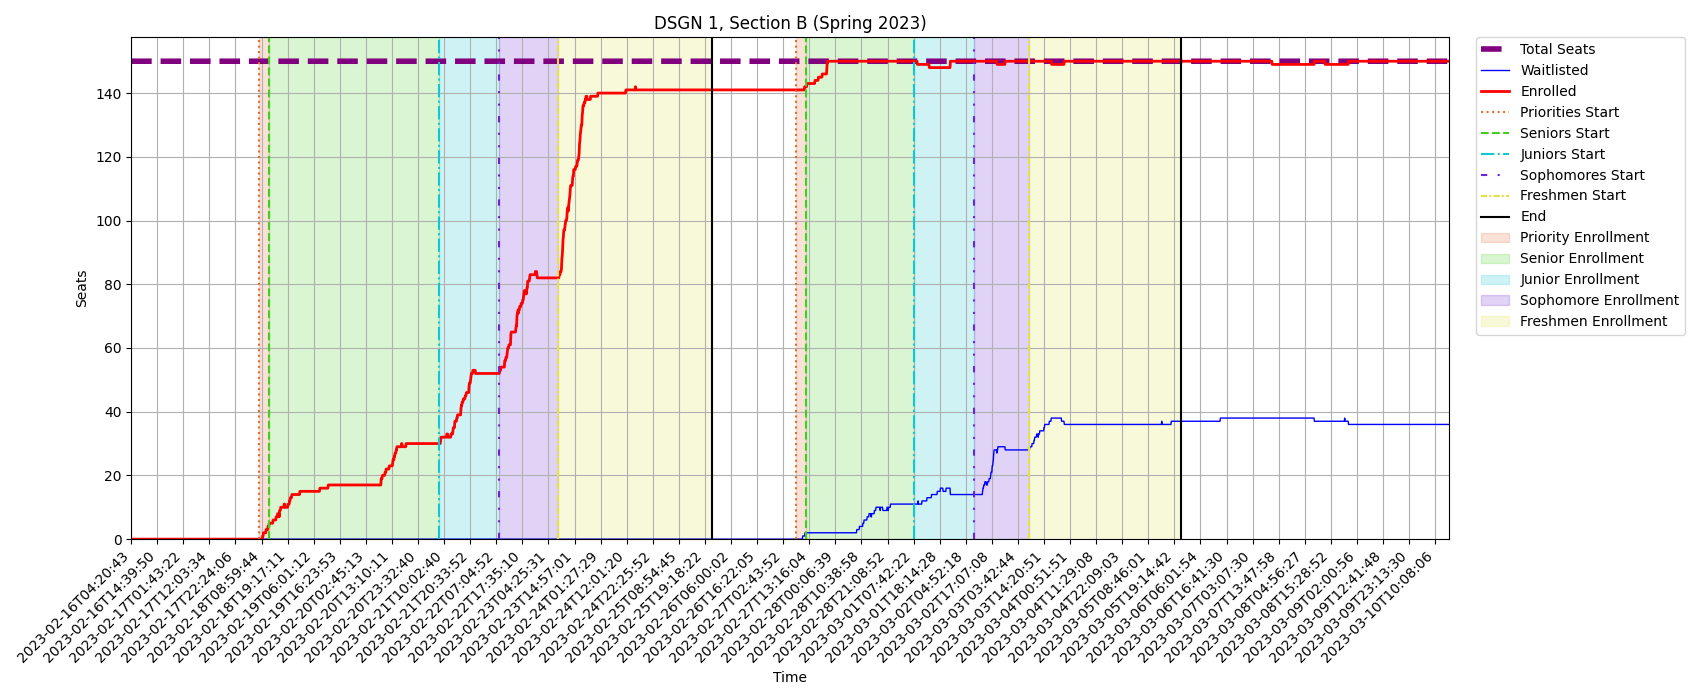 DSGN 1, Section B (Spring 2023)
Seats
140
120
100
80
60
40
20
0
2023-02-16T04:20:43
2023-02-16T14:39:50
2023-02-17T01:43:22
2023-02-17T12:03:34
2023-02-17T22:24:06
2023-02-18T08:59:44
2023-02-18T19:17:11
2023-02-19T06:01:12
2023-02-19T16:23:53
2023-02-20T02:45:13
2023-02-20T13:10:11
2023-02-20T23:32:40
2023-02-21T10:02:40
2023-02-21T20:33:52
2023-02-22T07:04:52
2023-02-22T17:35:10
2023-02-23T04:25:31
2023-02-23T14:57:01
2023-02-24T01:27:29
2023-02-24T12:01:20
2023-02-24T22:25:52
2023-02-25T08:54:45
2023-02-25T19:18:22
2023-02-26T06:00:02
2023-02-26T16:22:05
2023-02-27T02:43:52
2023-02-27T13:16:04
2023-02-28T00:06:39
2023-02-28T10:38:58
2023-02-28T21:08:52
2023-03-01T07:42:22
2023-03-01T18:14:28
2023-03-02T04:52:18
2023-03-02T17:07:08
2023-03-03T03:42:44
2023-03-03T14:20:51
2023-03-04T00:51:51
2023-03-04T11:29:08
2023-03-04T22:09:03
2023-03-05T08:46:01
2023-03-05T19:14:42
2023-03-06T06:01:54
2023-03-06T16:41:30
2023-03-07T03:07:30
2023-03-07T13:47:58
2023-03-08T04:56:27
2023-03-08T15:28:52
2023-03-09T02:00:56
2023-03-09T12:41:48
2023-03-09T23:13:30
2023-03-10T10:08:06
Time
Total Seats
Waitlisted
Enrolled
Priorities Start
Seniors Start
Juniors Start
Sophomores Start
Freshmen Start
End
Priority Enrollment
Senior Enrollment
Junior Enrollment
Sophomore Enrollment
Freshmen Enrollment